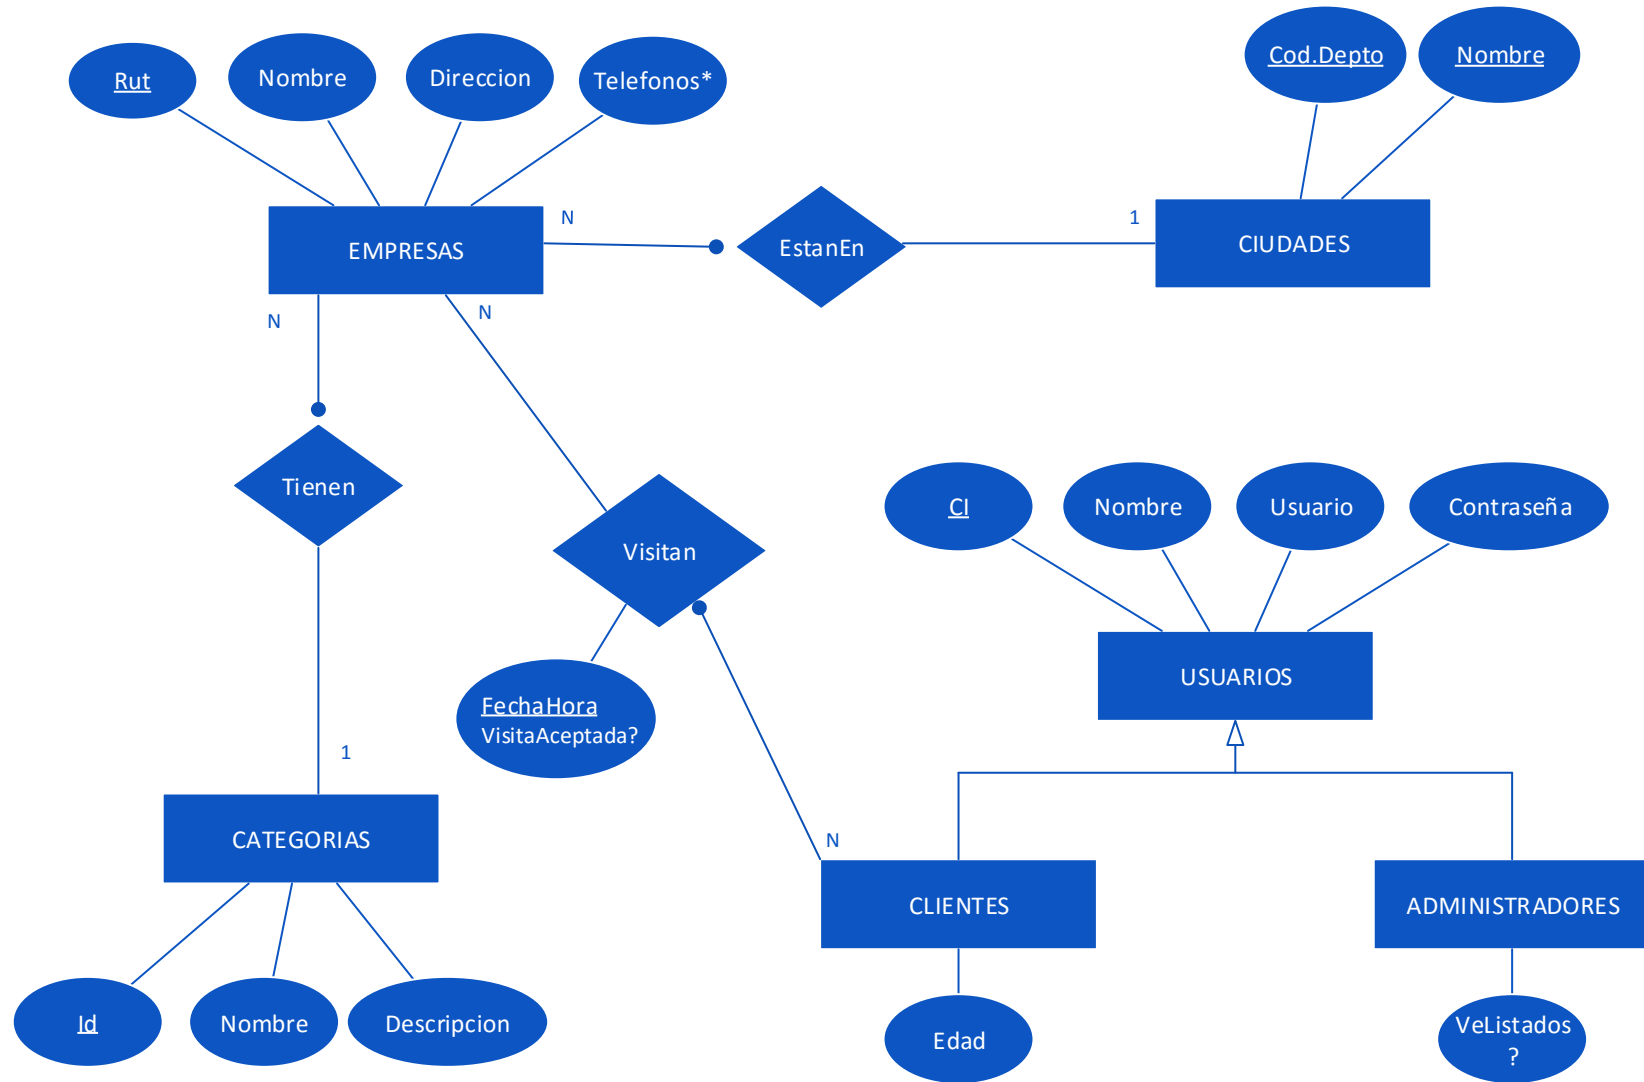 Cod.Depto
Nombre
Rut
Nombre
Direccion
Telefonos*
N
1
EMPRESAS
EstanEn
CIUDADES
N
N
Tienen
Visitan
CI
Nombre
Usuario
Contraseña
USUARIOS
FechaHora
VisitaAceptada?
1
N
CATEGORIAS
CLIENTES
ADMINISTRADORES
Id
Nombre
Descripcion
Edad
VeListados
?